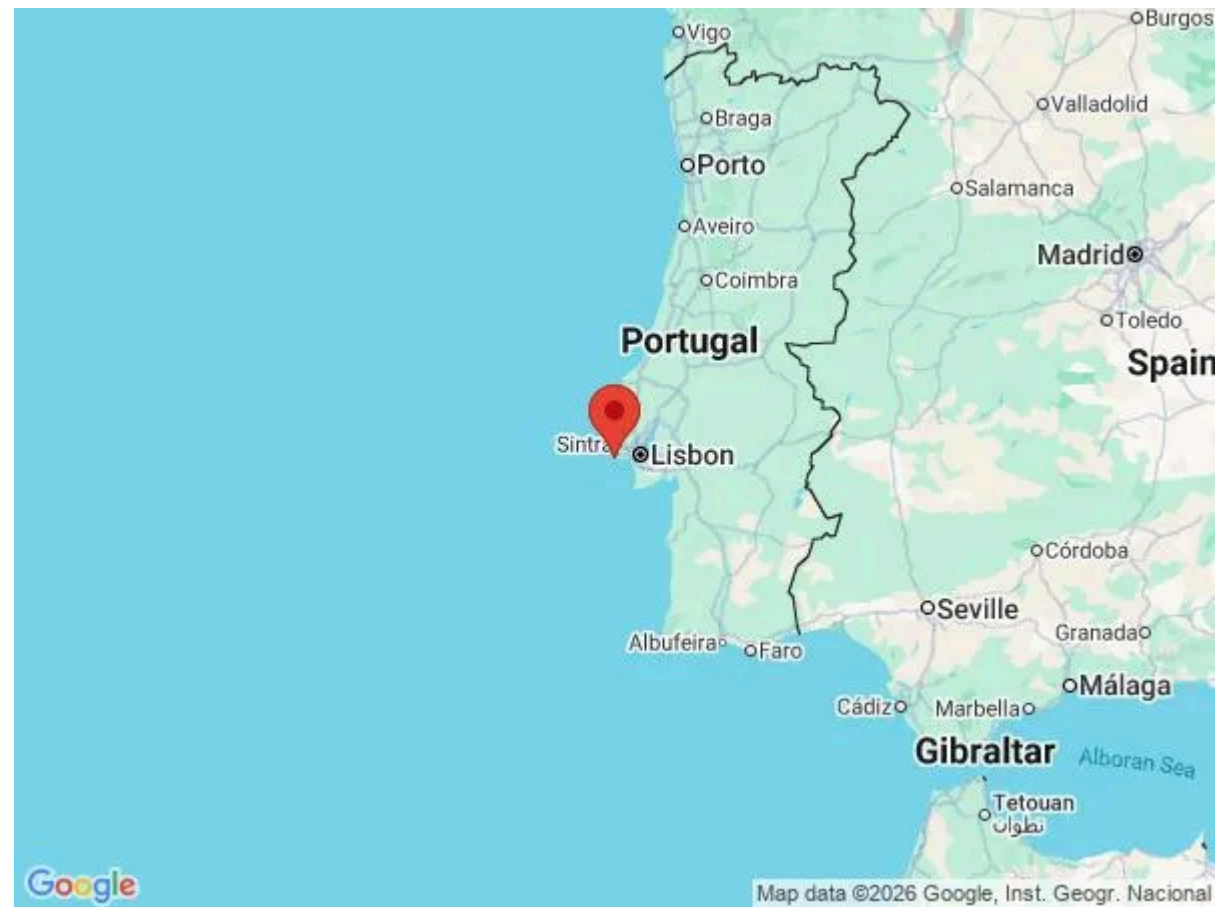 Vigo
Burgos
Valladolid
Braga
Porto
Salamanca
Aveiro
Madrid
Coimbra
Toledo
Portugal
Spain
Sintra
Lisbon
Córdoba
Seville
Granada
Albufeira
Faro
Málaga
Cádiz
Marbella
Gibraltar
Alboran Sea
Tetouan
تطوان
Google
Map data ©2026 Google, Inst. Geogr. Nacional